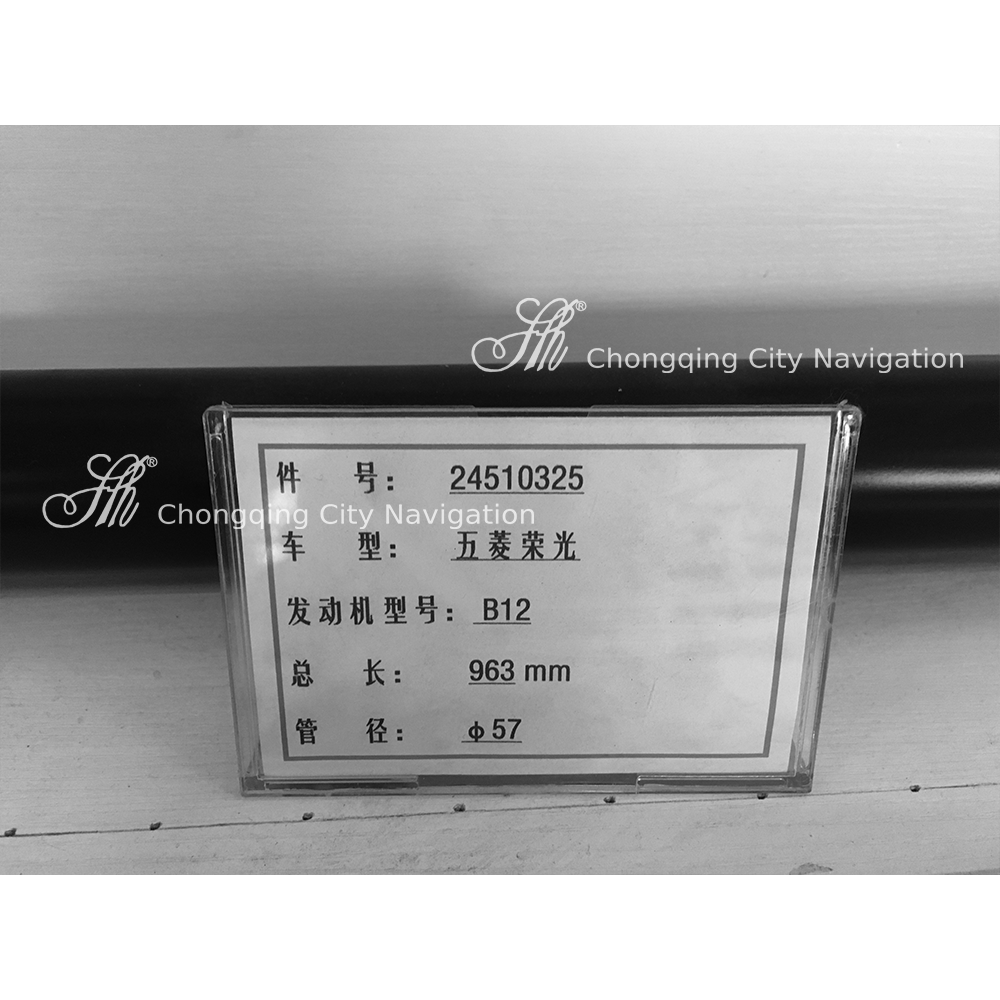 Chongqing City Navigation
件 号： 24510325
Chongqing City Navigation
车 型： 五菱荣光
发动机型号： B12
总 长： 963 mm
管 径： ф57